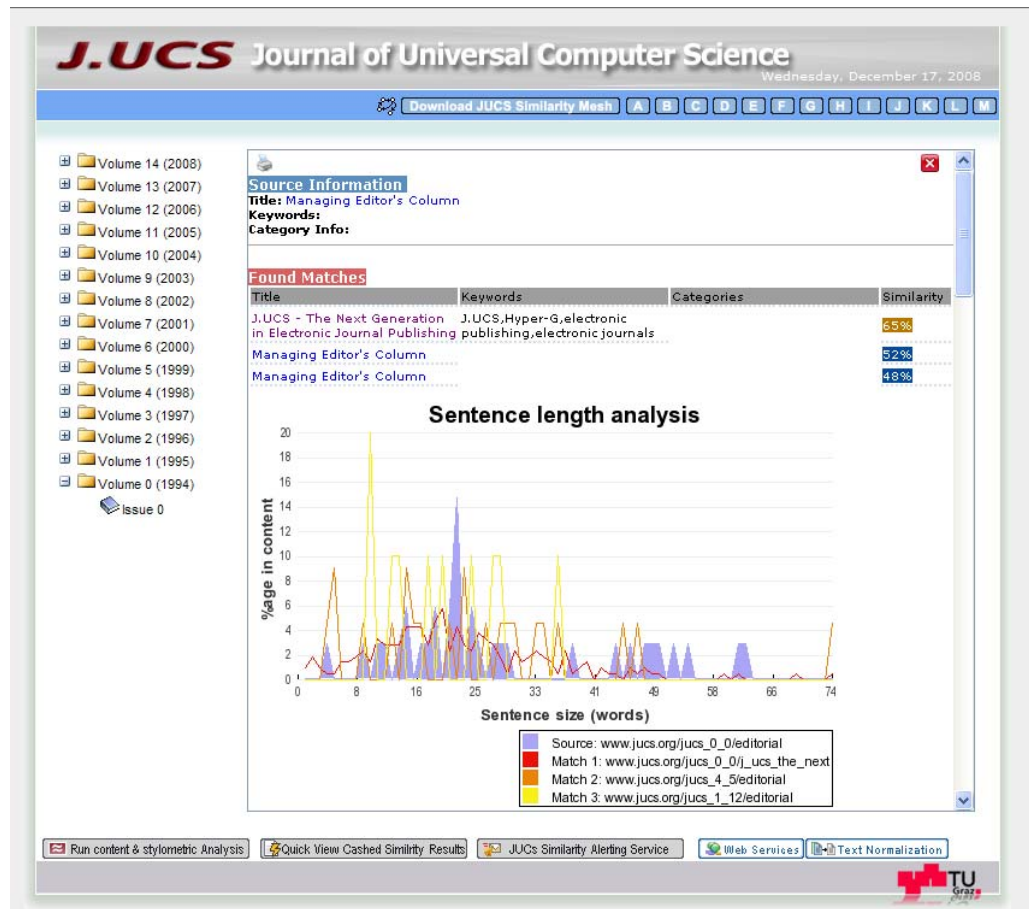 J.UCS Journal of Universal Computer Science
Wednesday, December 17, 2008
Download JUCS Similarity Mesh A B C D E F G H I J K L M
Volume 14 (2008)
Volume 13 (2007)
Volume 12 (2006)
Volume 11 (2005)
Volume 10 (2004)
Volume 9 (2003)
Volume 8 (2002)
Volume 7 (2001)
Volume 6 (2000)
Volume 5 (1999)
Volume 4 (1998)
Volume 3 (1997)
Volume 2 (1996)
Volume 1 (1995)
Volume 0 (1994)
Issue 0
Source Information
Title: Managing Editor's Column
Keywords:
Category Info:
Found Matches
Title Keywords Categories Similarity
J.UCS - The Next Generation J.UCS,Hyper-G,electronic
in Electronic Journal Publishing publishing,electronic journals 65%
Managing Editor's Column 52%
Managing Editor's Column 48%
Sentence length analysis
20
18
16
14
12
10
8
6
4
2
0
%age in content
0 8 16 25 33 41 49 58 66 74
Sentence size (words)
Source: www.jucs.org/jucs_0_0/editorial
Match 1: www.jucs.org/jucs_0_0/j_ucs_the_next
Match 2: www.jucs.org/jucs_4_5/editorial
Match 3: www.jucs.org/jucs_1_12/editorial
Run content & stylometric Analysis Quick View Cashed Similrity Results JUCs Similarity Alerting Service Web Services Text Normalization
TU
Graz